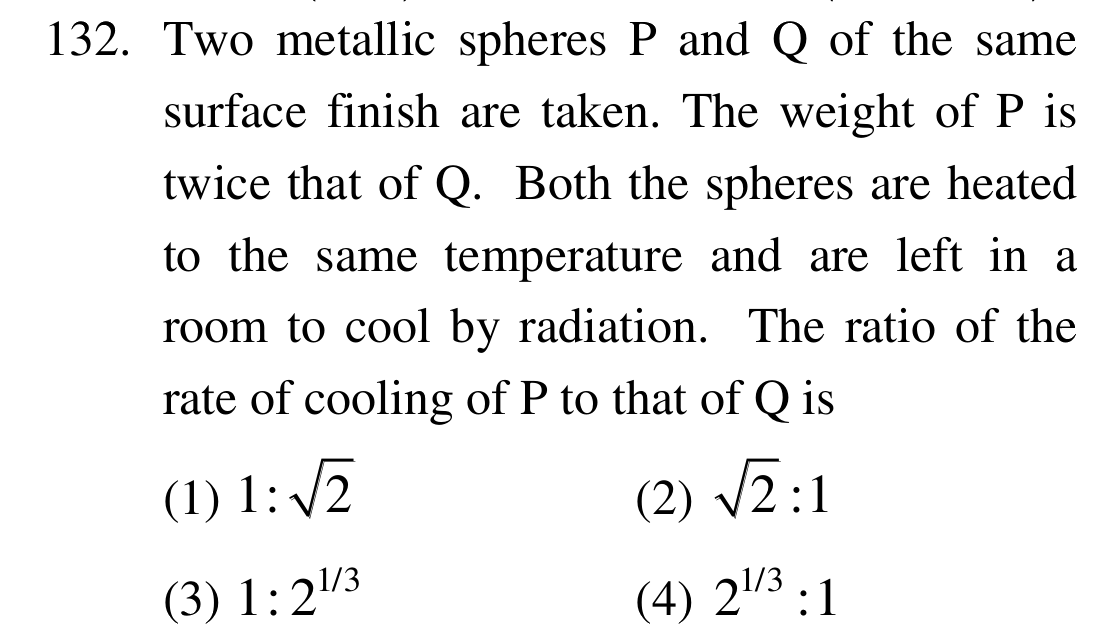 132. Two metallic spheres P and Q of the same
surface finish are taken. The weight of P is
twice that of Q. Both the spheres are heated
to the same temperature and are left in a
room to cool by radiation. The ratio of the
rate of cooling of P to that of Q is
(1) 1:√2 (2) √2:1
(3) 1:2^{1/3} (4) 2^{1/3}:1